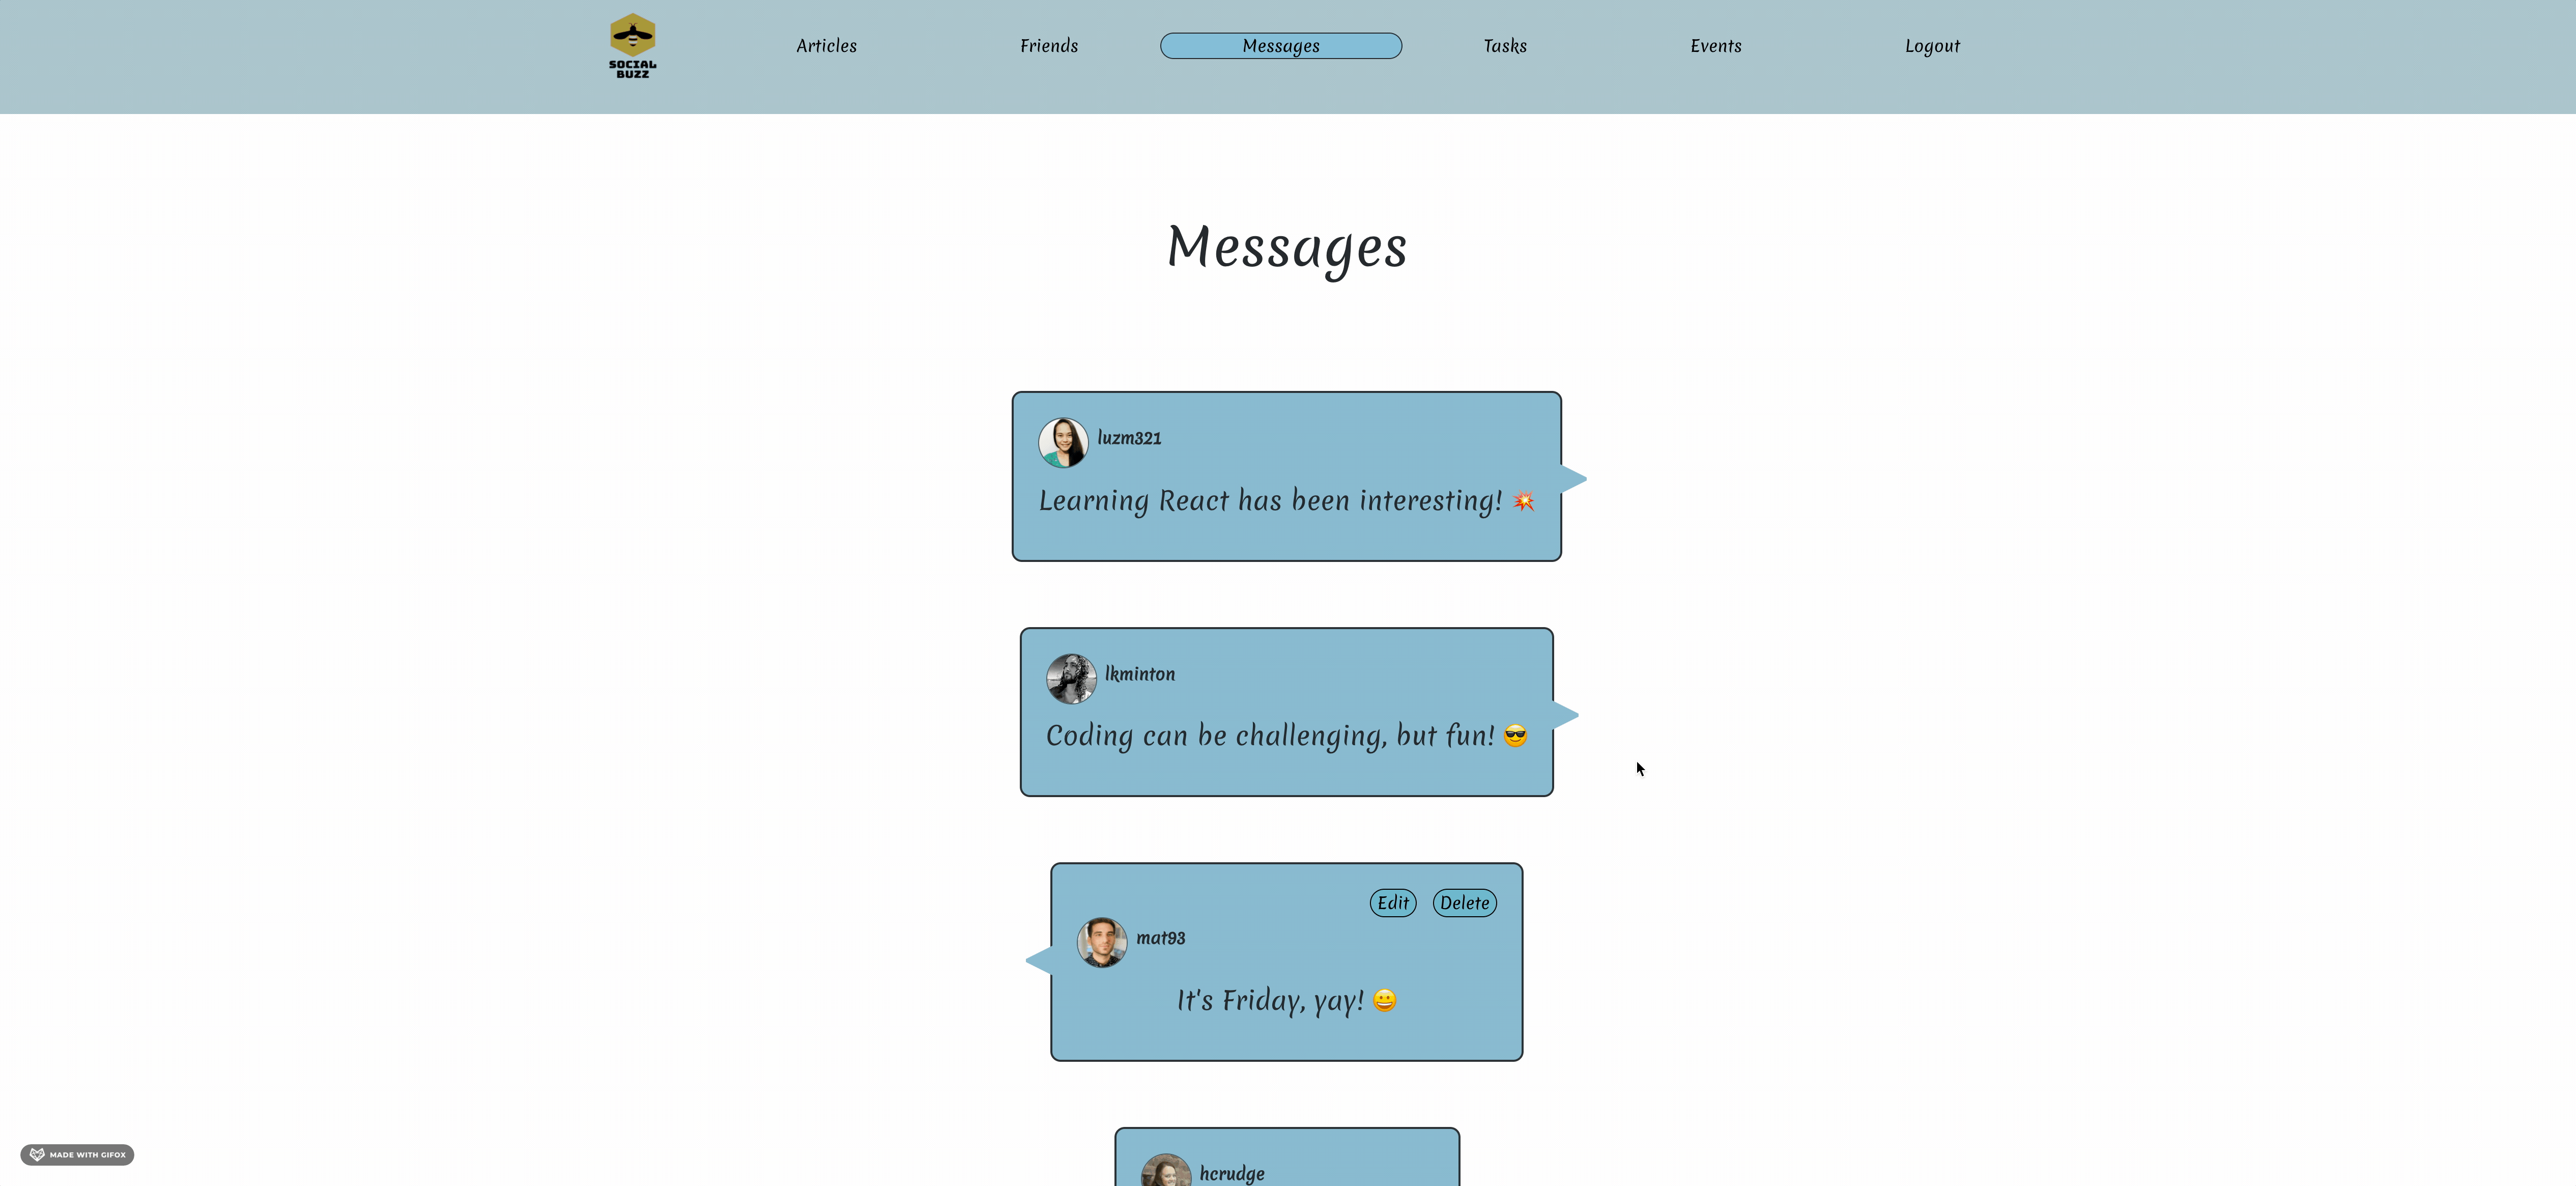 SOCIAL
BUZZ
Articles Friends Messages Tasks Events Logout
Messages
luzm321
Learning React has been interesting! 💥
lkminton
Coding can be challenging, but fun! 😎
Edit Delete
mat93
It's Friday, yay! 😀
hcrudge
MADE WITH GIFOX